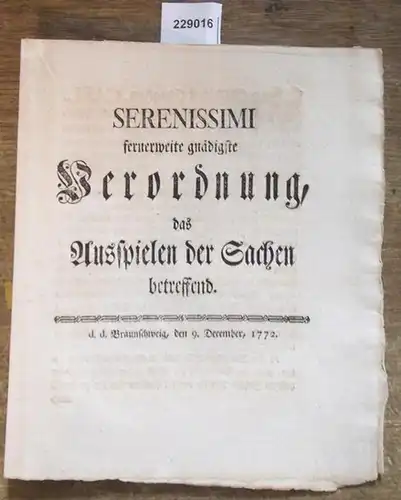 229016
SERENISSIMI
fernerweite gnädigste
Verordnung,
das
Ausspielen der Sachen
betreffend.
d. d. Braunschweig, den 9. December, 1772.